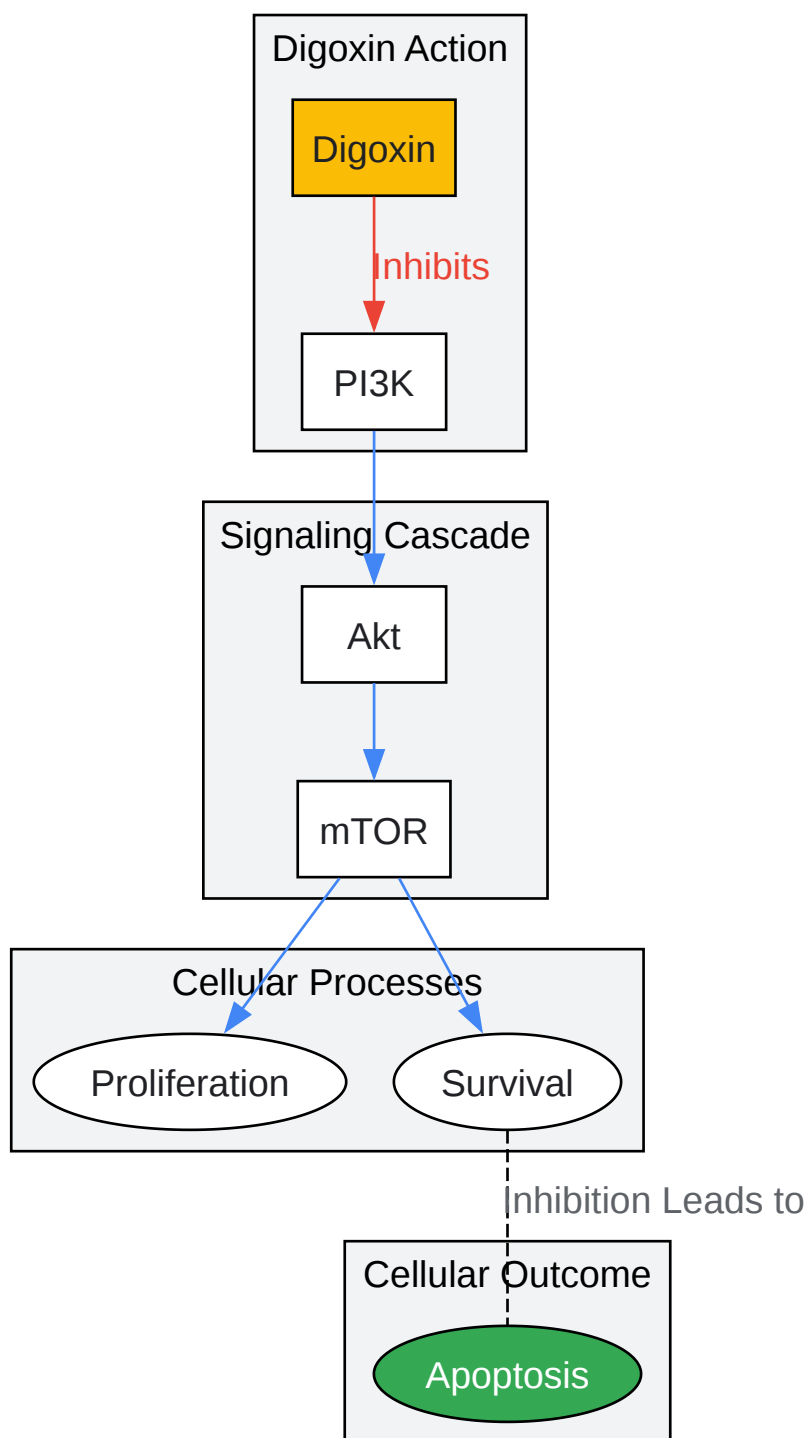 Digoxin Action
Digoxin
Inhibits
PI3K
Signaling Cascade
Akt
mTOR
Cellular Processes
Proliferation
Survival
Inhibition Leads to
Cellular Outcome
Apoptosis